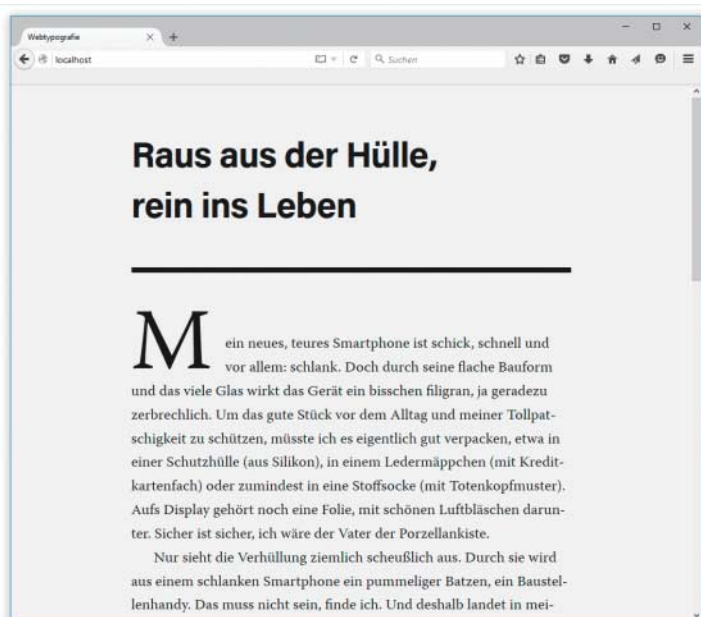 Webtypografie
localhost
Suchen
Raus aus der Hülle,
rein ins Leben
Mein neues, teures Smartphone ist schick, schnell und
vor allem: schlank. Doch durch seine flache Bauform
und das viele Glas wirkt das Gerät ein bisschen filigran, ja geradezu
zerbrechlich. Um das gute Stück vor dem Alltag und meiner Tollpat-
schigkeit zu schützen, müsste ich es eigentlich gut verpacken, etwa in
einer Schutzhülle (aus Silikon), in einem Ledermäppchen (mit Kredit-
kartenfach) oder zumindest in eine Stoffsocke (mit Totenkopfmuster).
Aufs Display gehört noch eine Folie, mit schönen Luftbläschen darun-
ter. Sicher ist sicher, ich wäre der Vater der Porzellankiste.
Nur sieht die Verhüllung ziemlich scheußlich aus. Durch sie wird
aus einem schlanken Smartphone ein pummeliger Batzen, ein Baustel-
lenhandy. Das muss nicht sein, finde ich. Und deshalb landet in mei-